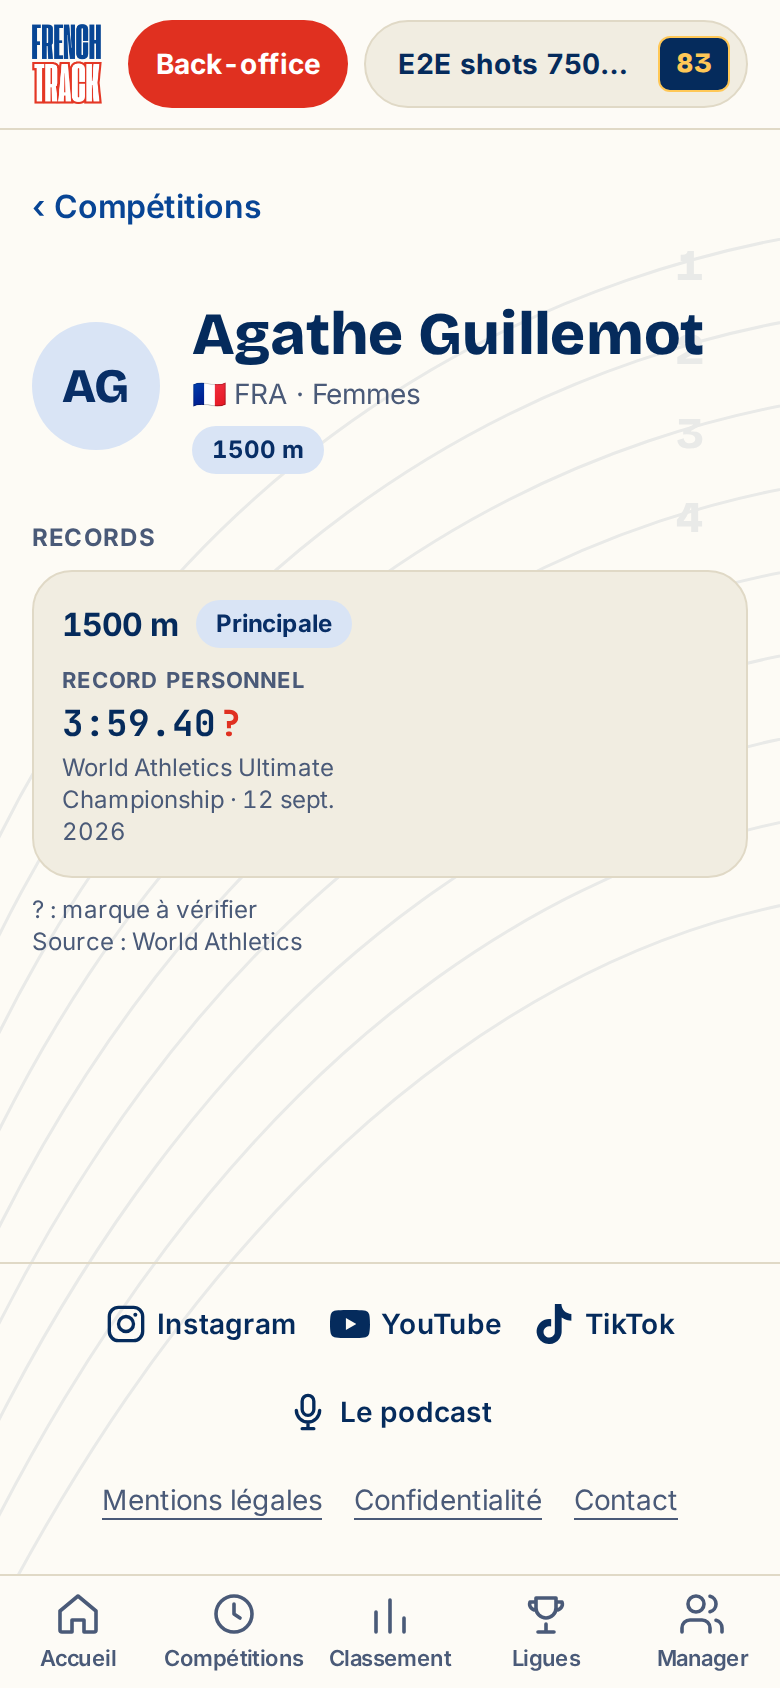 FRENCH
TRACK
Back-office
E2E shots 750...
83
‹ Compétitions
1
2
3
4
AG
Agathe Guillemot
🇫🇷 FRA · Femmes
1500 m
RECORDS
1500 m
Principale
RECORD PERSONNEL
3:59.40?
World Athletics Ultimate
Championship · 12 sept.
2026
? : marque à vérifier
Source : World Athletics
Instagram
YouTube
TikTok
Le podcast
Mentions légales
Confidentialité
Contact
Accueil
Compétitions
Classement
Ligues
Manager